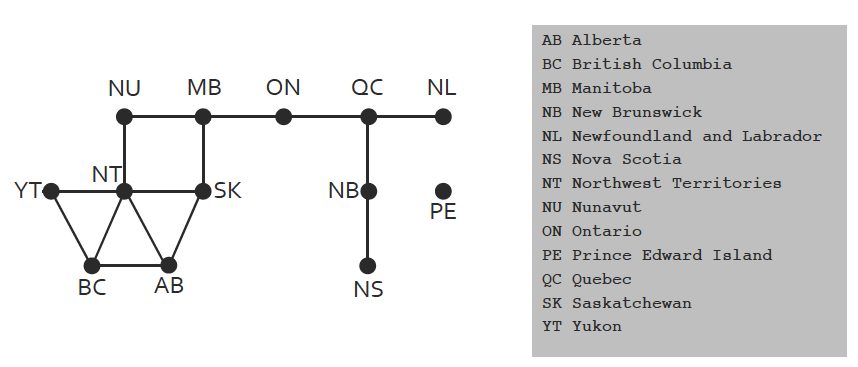 NU MB ON QC NL
NT
YT SK NB
PE
BC AB NS
AB Alberta
BC British Columbia
MB Manitoba
NB New Brunswick
NL Newfoundland and Labrador
NS Nova Scotia
NT Northwest Territories
NU Nunavut
ON Ontario
PE Prince Edward Island
QC Quebec
SK Saskatchewan
YT Yukon